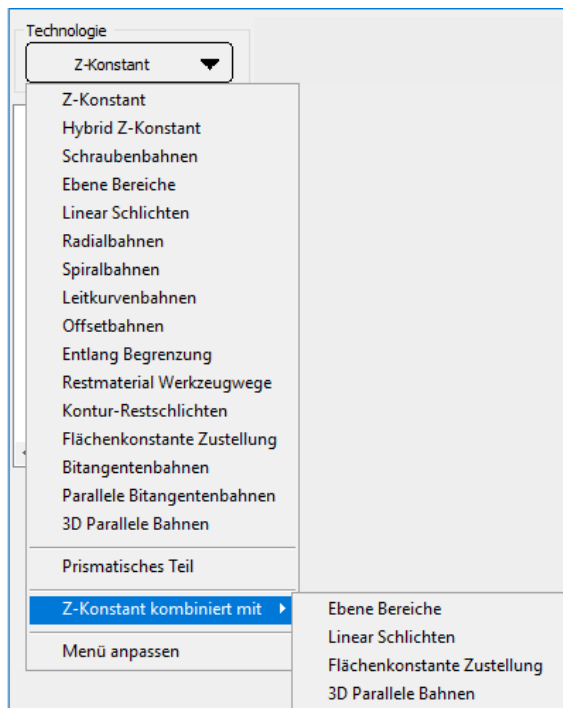 Technologie
Z-Konstant
Z-Konstant
Hybrid Z-Konstant
Schraubenbahnen
Ebene Bereiche
Linear Schlichten
Radialbahnen
Spiralbahnen
Leitkurvenbahnen
Offsetbahnen
Entlang Begrenzung
Restmaterial Werkzeugwege
Kontur-Restschlichten
Flächenkonstante Zustellung
Bitangentenbahnen
Parallele Bitangentenbahnen
3D Parallele Bahnen
Prismatisches Teil
Z-Konstant kombiniert mit
Menü anpassen
Ebene Bereiche
Linear Schlichten
Flächenkonstante Zustellung
3D Parallele Bahnen